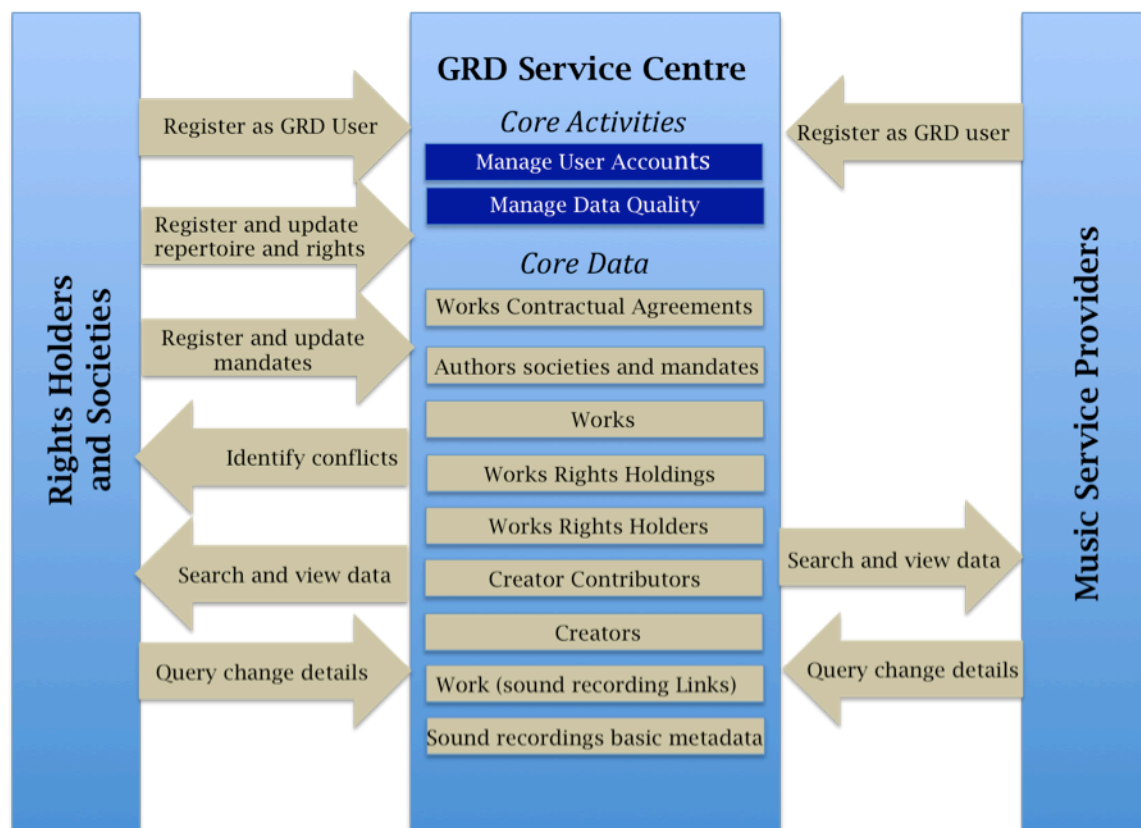 Rights Holders
and Societies
Register as GRD User
Register and update
repertoire and rights
Register and update
mandates
Identify conflicts
Search and view data
Query change details
GRD Service Centre
Core Activities
Manage User Accounts
Manage Data Quality
Core Data
Works Contractual Agreements
Authors societies and mandates
Works
Works Rights Holdings
Works Rights Holders
Creator Contributors
Creators
Work (sound recording Links)
Sound recordings basic metadata
Register as GRD user
Search and view data
Query change details
Music Service Providers